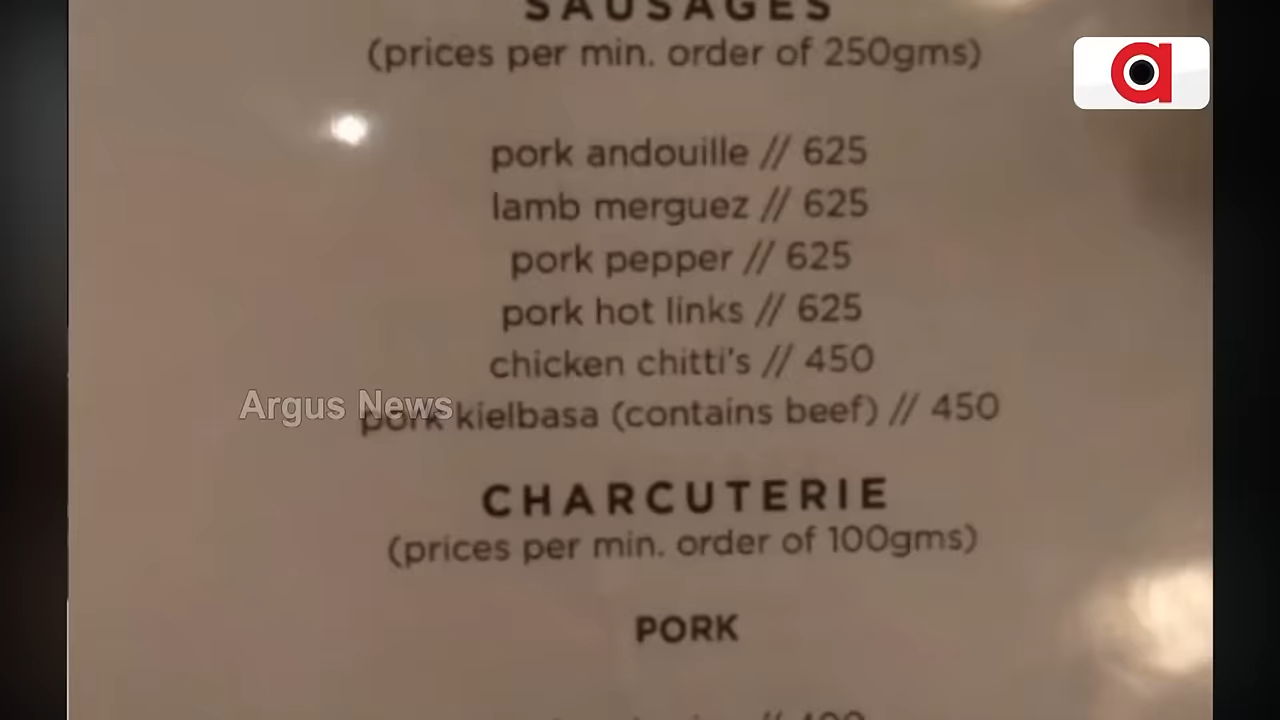 SAUSAGES
(prices per min. order of 250gms)
pork andouille // 625
lamb merguez // 625
pork pepper // 625
pork hot links // 625
chicken chitti's // 450
Argus News
pork kielbasa (contains beef) // 450
CHARCUTERIE
(prices per min. order of 100gms)
PORK